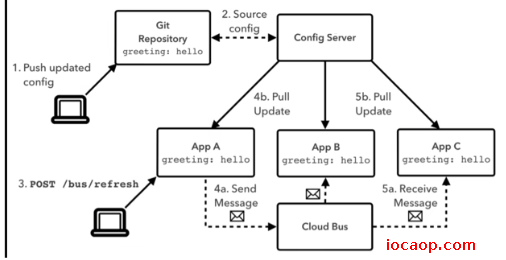 Git
Repository
greeting: hello
2. Source
config
Config Server
1. Push updated
config
4b. Pull
Update
5b. Pull
Update
App A
greeting: hello
App B
greeting: hello
App C
greeting: hello
3. POST /bus/refresh
4a. Send
Message
Cloud Bus
5a. Receive
Message
iocaop.com